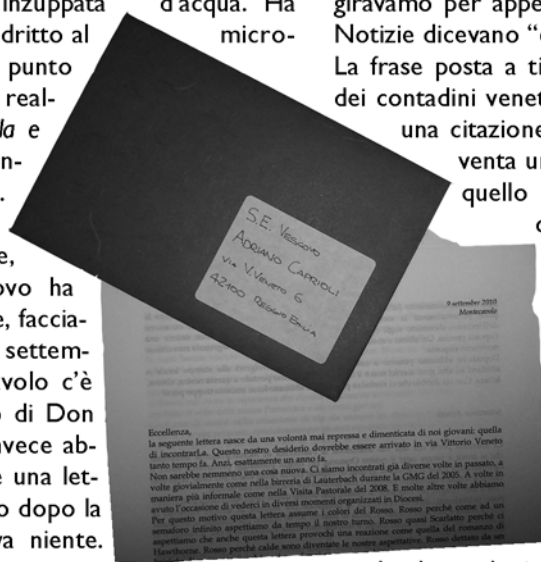 inzuppata
dritto al
punto
real-
la e
n-
.
e,
ovo ha
e, faccia-
settem-
volo c'è
o di Don
nvece ab-
e una let-
o dopo la
va niente.
d'acqua. Ha
micro-
giravamo per appe
Notizie dicevano “
La frase posta a ti
dei contadini venet
una citazione
venta un
quello
S.E. Vescovo
Adriano Caprioli
via V.Veneto 6
42100 Reggio Emilia
9 settembre 2010
Montecavolo
Eccellenza,
la seguente lettera nasce da una volontà mai repressa e dimenticata di noi giovani: quella
di incontrarLa. Questo nostro desiderio dovrebbe essere arrivato in via Vittorio Veneto
tanto tempo fa. Anzi, esattamente un anno fa.
Non sarebbe nemmeno una cosa nuova. Ci siamo incontrati già diverse volte in passato, a
volte giovialmente come nella birreria di Lauterbach durante la GMG del 2005. A volte in
maniera più informale come nella Visita Pastorale del 2008. E molte altre volte abbiamo
avuto l'occasione di vederci in diversi momenti organizzati in Diocesi.
Per questo motivo questa lettera assume i colori del Rosso. Rosso perché come ad un
semaforo infinito aspettiamo da tempo il nostro turno. Rosso quasi Scarlatto perché ci
aspettiamo che anche questa lettera provochi una reazione come quella del romanzo di
Hawthorne. Rosso perché calde sono diventate le nostre aspettative. Rosso dettato da un